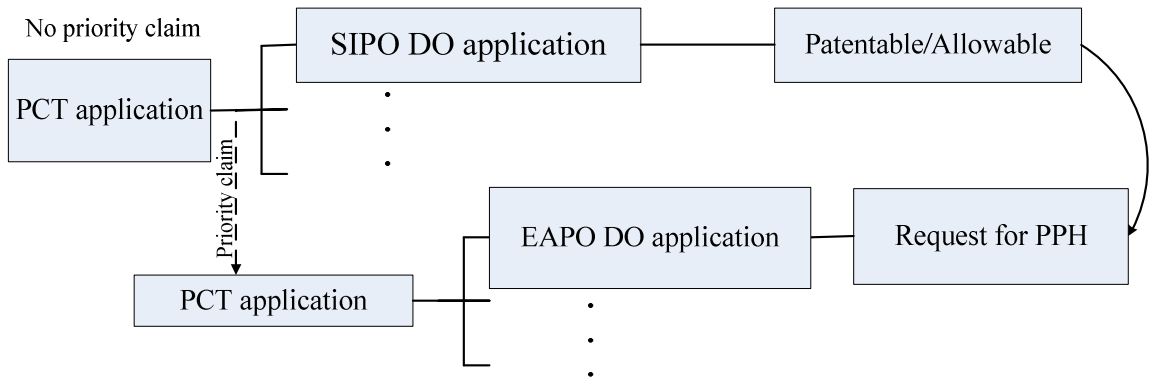 No priority claim
PCT application
SIPO DO application
Patentable/Allowable
Priority claim
EAPO DO application
Request for PPH
PCT application